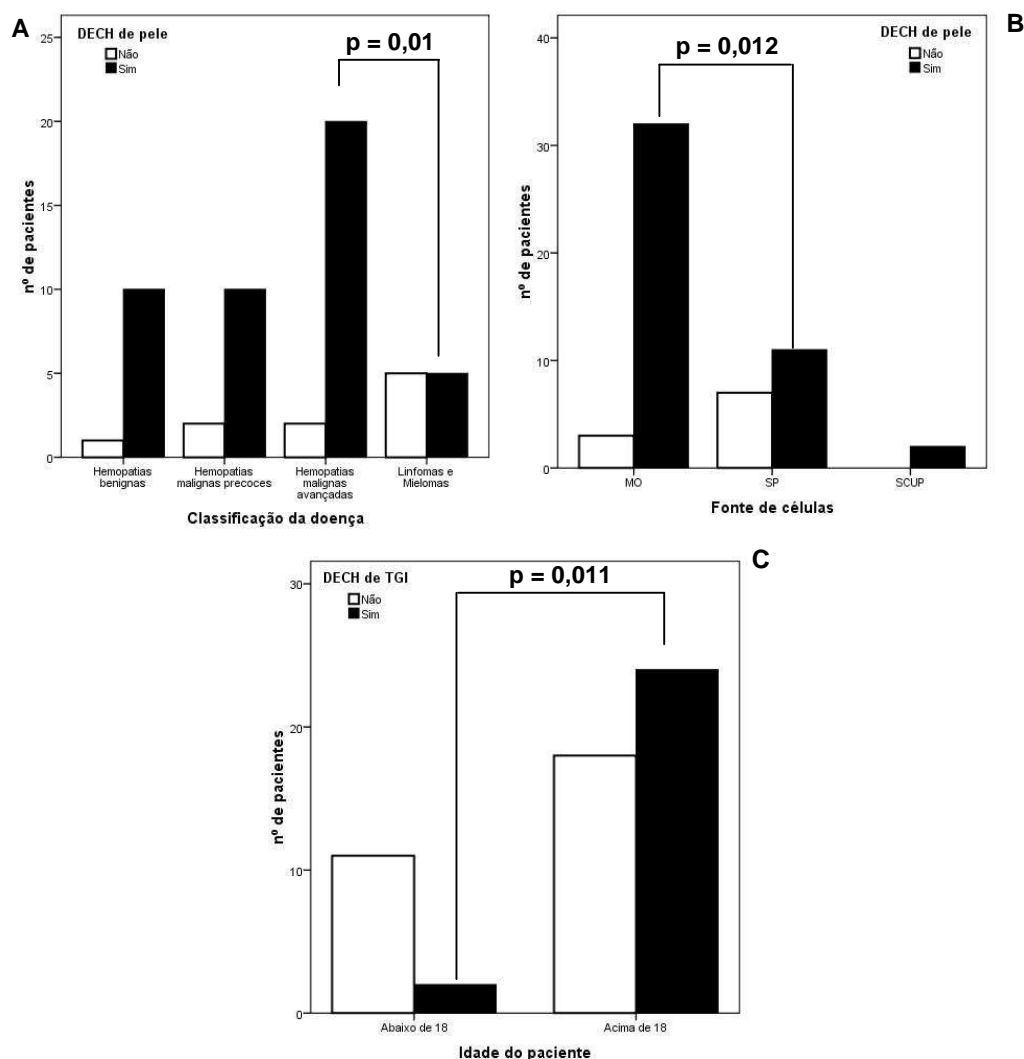 A
DECH de pele
Não
Sim
p = 0,01
25
20
15
10
5
0
nº de pacientes
Hemopatias benignas
Hemopatias malignas precoces
Hemopatias malignas avançadas
Linfomas e Mielomas
Classificação da doença
B
DECH de pele
Não
Sim
p = 0,012
40
30
20
10
0
nº de pacientes
MO
SP
SCUP
Fonte de células
C
DECH de TGI
Não
Sim
p = 0,011
30
20
10
0
nº de pacientes
Abaixo de 18
Acima de 18
Idade do paciente